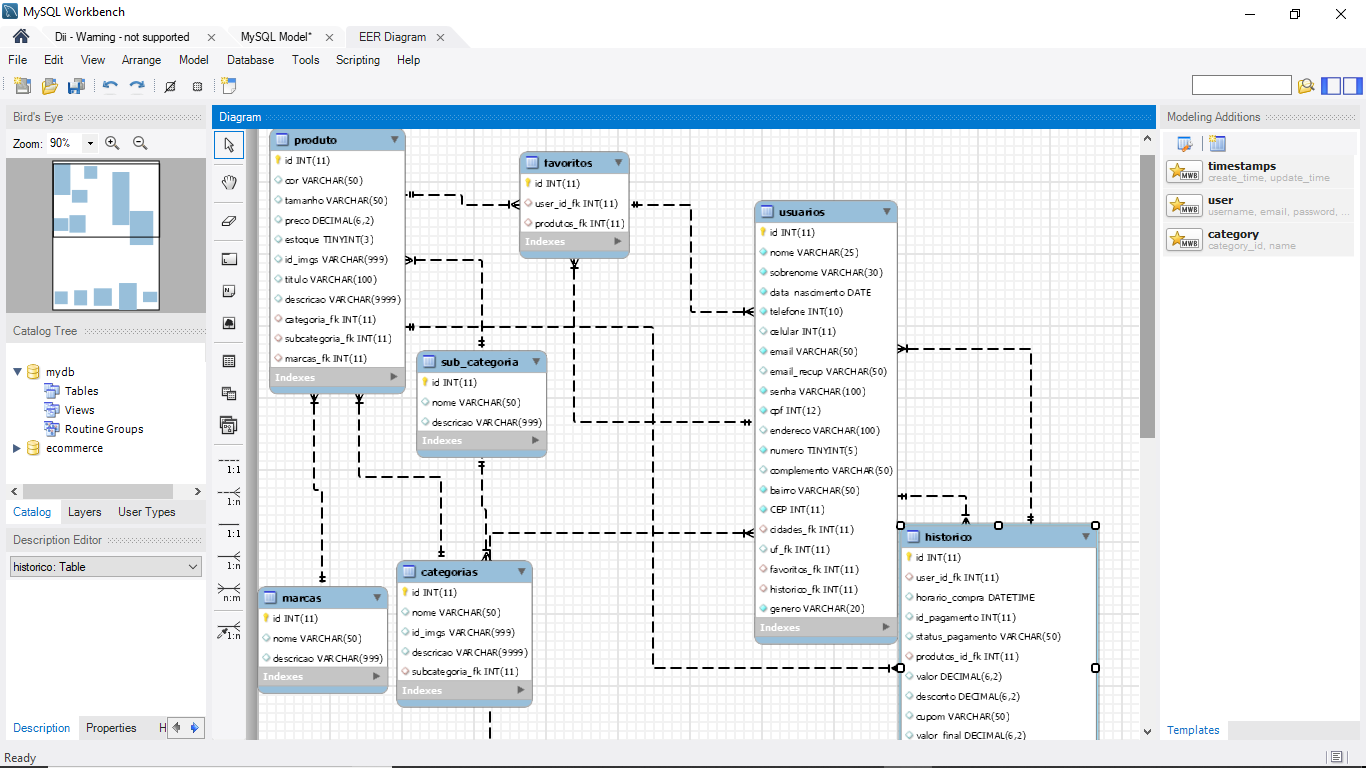 MySQL Workbench
Dii - Warning - not supported
MySQL Model*
EER Diagram
File Edit View Arrange Model Database Tools Scripting Help
Bird's Eye
Zoom: 90%
Catalog Tree
mydb
Tables
Views
Routine Groups
ecommerce
Catalog Layers User Types
Description Editor
historico: Table
Description Properties H
Ready
Diagram
1:1
1:n
1:1
1:n
n:m
1:n
produto
id INT(11)
cor VARCHAR(50)
tamanho VARCHAR(50)
preco DECIMAL(6,2)
estoque TINYINT(3)
id_imgs VARCHAR(999)
titulo VARCHAR(100)
descricao VARCHAR(9999)
categoria_fk INT(11)
subcategoria_fk INT(11)
marcas_fk INT(11)
Indexes
favoritos
id INT(11)
user_id_fk INT(11)
produtos_fk INT(11)
Indexes
sub_categoria
id INT(11)
nome VARCHAR(50)
descricao VARCHAR(999)
Indexes
marcas
id INT(11)
nome VARCHAR(50)
descricao VARCHAR(999)
Indexes
categorias
id INT(11)
nome VARCHAR(50)
id_imgs VARCHAR(999)
descricao VARCHAR(9999)
subcategoria_fk INT(11)
Indexes
usuarios
id INT(11)
nome VARCHAR(25)
sobrenome VARCHAR(30)
data_nascimento DATE
telefone INT(10)
celular INT(11)
email VARCHAR(50)
email_recup VARCHAR(50)
senha VARCHAR(100)
cpf INT(12)
endereco VARCHAR(100)
numero TINYINT(5)
complemento VARCHAR(50)
bairro VARCHAR(50)
CEP INT(11)
cidades_fk INT(11)
uf_fk INT(11)
favoritos_fk INT(11)
historico_fk INT(11)
genero VARCHAR(20)
Indexes
historico
id INT(11)
user_id_fk INT(11)
horario_compra DATETIME
id_pagamento INT(11)
status_pagamento VARCHAR(50)
produtos_id_fk INT(11)
valor DECIMAL(6,2)
desconto DECIMAL(6,2)
cupom VARCHAR(50)
valor_final DECIMAL(6,2)
Modeling Additions
MWB
timestamps
create_time, update_time
MWB
user
username, email, password, ...
MWB
category
category_id, name
Templates